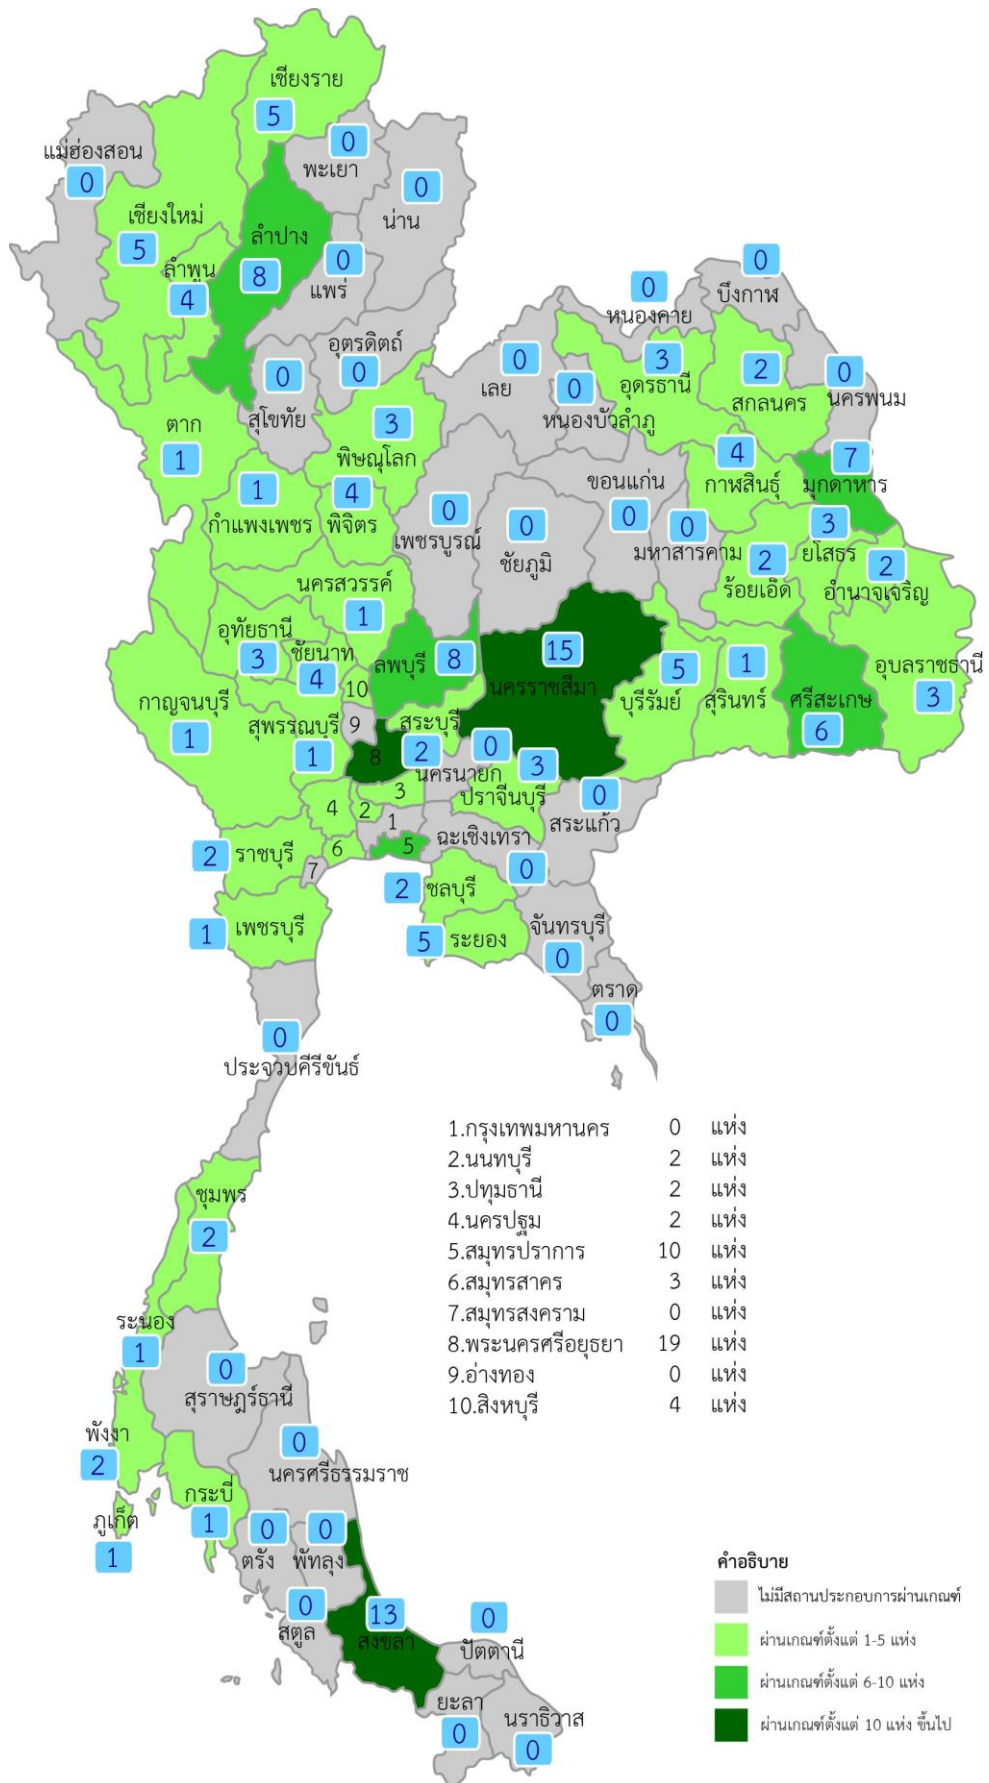 เชียงราย
5
0
พะเยา
แม่ฮ่องสอน
0
0
น่าน
เชียงใหม่
5
ลำปาง
8
ลำพูน
4
0
แพร่
0
บึงกาฬ
0
หนองคาย
อุตรดิตถ์
0
0
สุโขทัย
0
เลย
0
หนองบัวลำภู
3
อุดรธานี
2
สกลนคร
0
นครพนม
ตาก
1
3
พิษณุโลก
4
กาฬสินธุ์
7
มุกดาหาร
1
กำแพงเพชร
4
พิจิตร
0
เพชรบูรณ์
0
ชัยภูมิ
ขอนแก่น
0
0
มหาสารคาม
3
ยโสธร
2
ร้อยเอ็ด
2
อำนาจเจริญ
นครสวรรค์
1
อุทัยธานี
3
ชัยนาท
4
ลพบุรี
8
15
นครราชสีมา
5
บุรีรัมย์
1
สุรินทร์
ศรีสะเกษ
6
อุบลราชธานี
3
กาญจนบุรี
1
สุพรรณบุรี
1
10
9
8
สระบุรี
2
0
นครนายก
3
ปราจีนบุรี
0
สระแก้ว
4
3
2
1
6
5
7
ฉะเชิงเทรา
0
2
ราชบุรี
2
ชลบุรี
1
เพชรบุรี
5
ระยอง
จันทรบุรี
0
ตราด
0
0
ประจวบคีรีขันธ์
1.กรุงเทพมหานคร 0 แห่ง
2.นนทบุรี 2 แห่ง
3.ปทุมธานี 2 แห่ง
4.นครปฐม 2 แห่ง
5.สมุทรปราการ 10 แห่ง
6.สมุทรสาคร 3 แห่ง
7.สมุทรสงคราม 0 แห่ง
8.พระนครศรีอยุธยา 19 แห่ง
9.อ่างทอง 0 แห่ง
10.สิงหบุรี 4 แห่ง
ชุมพร
2
ระนอง
1
0
สุราษฎร์ธานี
พังงา
2
0
นครศรีธรรมราช
กระบี่
1
ภูเก็ต
1
0
ตรัง
0
พัทลุง
0
สตูล
13
สงขลา
0
ปัตตานี
ยะลา
0
นราธิวาส
0
คำอธิบาย
ไม่มีสถานประกอบการผ่านเกณฑ์
ผ่านเกณฑ์ตั้งแต่ 1-5 แห่ง
ผ่านเกณฑ์ตั้งแต่ 6-10 แห่ง
ผ่านเกณฑ์ตั้งแต่ 10 แห่ง ขึ้นไป